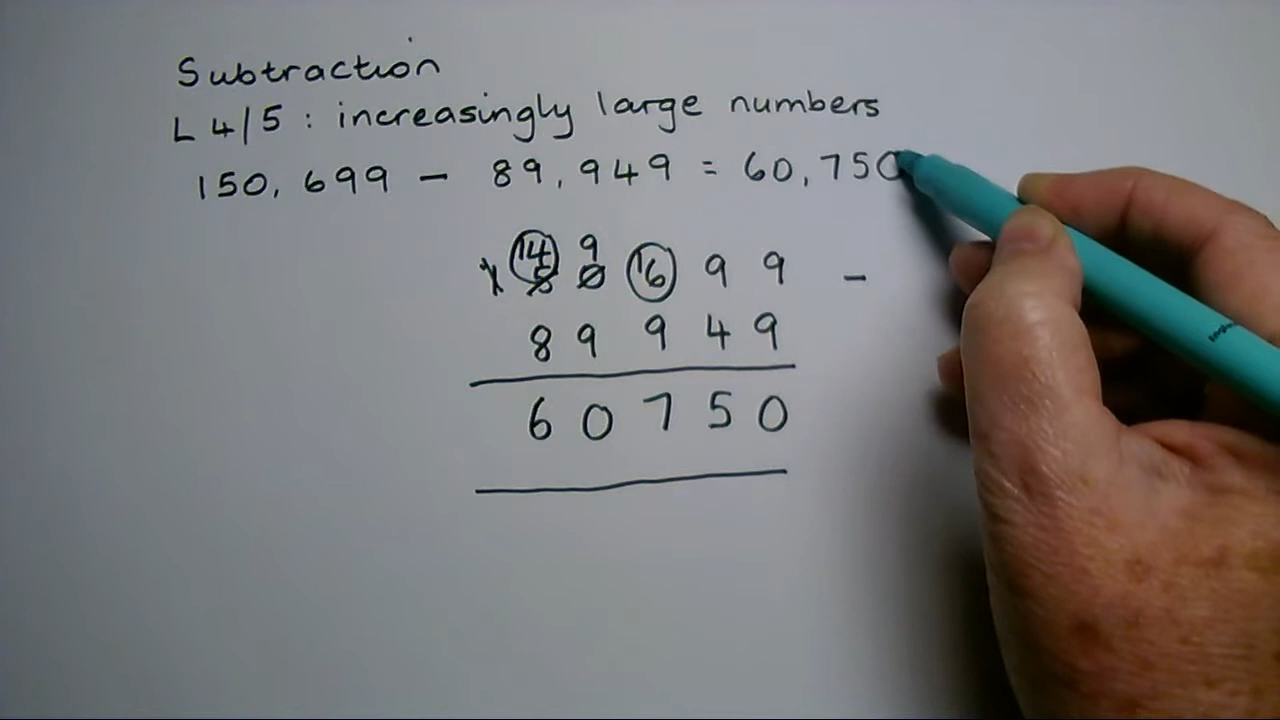 Subtraction
L 4/5 : increasingly large numbers
150,699 - 89,949 = 60,750
14 9
1 5 0 16 9 9 -
8 9 9 4 9
6 0 7 5 0